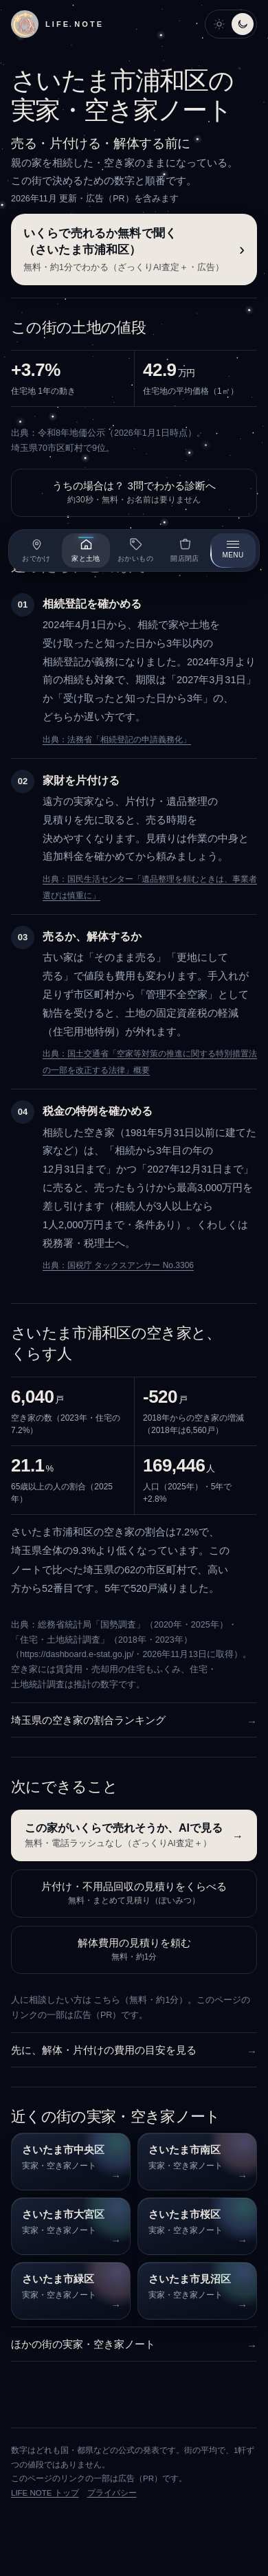 LIFE.NOTE
さいたま市浦和区の
実家・空き家ノート
売る・片付ける・解体する前に
親の家を相続した・空き家のままになっている。
この街で決めるための数字と順番です。
2026年11月 更新・広告（PR）を含みます
いくらで売れるか無料で聞く
（さいたま市浦和区）
無料・約1分でわかる（ざっくりAI査定＋・広告）
この街の土地の値段
+3.7%
住宅地 1年の動き
42.9万円
住宅地の平均価格（1㎡）
出典：令和8年地価公示（2026年1月1日時点）。
埼玉県70市区町村で9位。
うちの場合は？ 3問でわかる診断へ
約30秒・無料・お名前は要りません
おでかけ
家と土地
おかいもの
開店閉店
MENU
01
相続登記を確かめる
2024年4月1日から、相続で家や土地を
受け取ったと知った日から3年以内の
相続登記が義務になりました。2024年3月より
前の相続も対象で、期限は「2027年3月31日」
か「受け取ったと知った日から3年」の、
どちらか遅い方です。
出典：法務省「相続登記の申請義務化」
02
家財を片付ける
遠方の実家なら、片付け・遺品整理の
見積りを先に取ると、売る時期を
決めやすくなります。見積りは作業の中身と
追加料金を確かめてから頼みましょう。
出典：国民生活センター「遺品整理を頼むときは、事業者
選びは慎重に」
03
売るか、解体するか
古い家は「そのまま売る」「更地にして
売る」で値段も費用も変わります。手入れが
足りず市区町村から「管理不全空家」として
勧告を受けると、土地の固定資産税の軽減
（住宅用地特例）が外れます。
出典：国土交通省「空家等対策の推進に関する特別措置法
の一部を改正する法律」概要
04
税金の特例を確かめる
相続した空き家（1981年5月31日以前に建てた
家など）は、「相続から3年目の年の
12月31日まで」かつ「2027年12月31日まで」
に売ると、売ったもうけから最高3,000万円を
差し引けます（相続人が3人以上なら
1人2,000万円まで・条件あり）。くわしくは
税務署・税理士へ。
出典：国税庁 タックスアンサー No.3306
さいたま市浦和区の空き家と、
くらす人
6,040戸
空き家の数（2023年・住宅の
7.2%）
-520戸
2018年からの空き家の増減
（2018年は6,560戸）
21.1%
65歳以上の人の割合（2025
年）
169,446人
人口（2025年）・5年で
+2.8%
さいたま市浦和区の空き家の割合は7.2%で、
埼玉県全体の9.3%より低くなっています。この
ノートで比べた埼玉県の62の市区町村で、高い
方から52番目です。5年で520戸減りました。
出典：総務省統計局「国勢調査」（2020年・2025年）・
「住宅・土地統計調査」（2018年・2023年）
（https://dashboard.e-stat.go.jp/・2026年11月13日に取得）。
空き家には賃貸用・売却用の住宅もふくみ、住宅・
土地統計調査は推計の数字です。
埼玉県の空き家の割合ランキング →
次にできること
この家がいくらで売れそうか、AIで見る
無料・電話ラッシュなし（ざっくりAI査定＋） →
片付け・不用品回収の見積りをくらべる
無料・まとめて見積り（ぽいみつ）
解体費用の見積りを頼む
無料・約1分
人に相談したい方は こちら（無料・約1分）。このページの
リンクの一部は広告（PR）です。
先に、解体・片付けの費用の目安を見る →
近くの街の実家・空き家ノート
さいたま市中央区
実家・空き家ノート
→
さいたま市南区
実家・空き家ノート
→
さいたま市大宮区
実家・空き家ノート
→
さいたま市桜区
実家・空き家ノート
→
さいたま市緑区
実家・空き家ノート
→
さいたま市見沼区
実家・空き家ノート
→
ほかの街の実家・空き家ノート →
数字はどれも国・都県などの公式の発表です。街の平均で、1軒ず
つの値段ではありません。
このページのリンクの一部は広告（PR）です。
LIFE NOTE トップ プライバシー